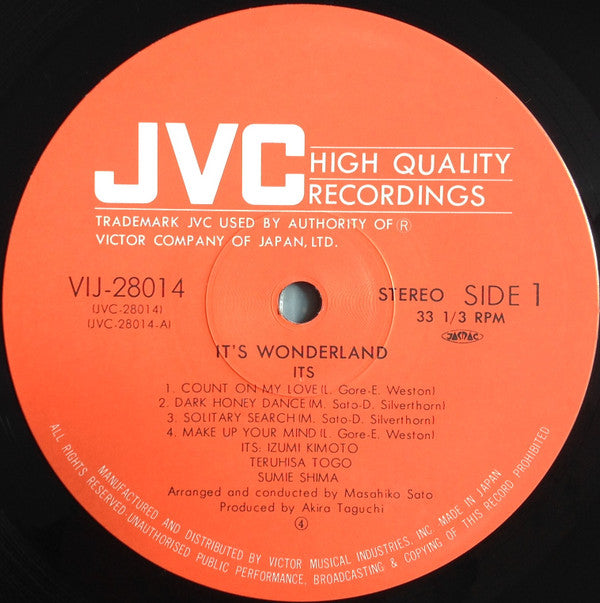 JVC
HIGH QUALITY
RECORDINGS
TRADEMARK JVC USED BY AUTHORITY OF Ⓡ
VICTOR COMPANY OF JAPAN, LTD.
VIJ-28014
(JVC-28014)
(JVC-28014-A)
STEREO SIDE 1
33 1/3 RPM
JASRAC
IT'S WONDERLAND
ITS
1. COUNT ON MY LOVE(L. Gore-E. Weston)
2. DARK HONEY DANCE(M. Sato-D. Silverthorn)
3. SOLITARY SEARCH(M. Sato-D. Silverthorn)
4. MAKE UP YOUR MIND(L. Gore-E. Weston)
ITS: IZUMI KIMOTO
TERUHISA TOGO
SUMIE SHIMA
Arranged and conducted by Masahiko Sato
Produced by Akira Taguchi
④
MANUFACTURED AND DISTRIBUTED BY VICTOR MUSICAL INDUSTRIES, INC. MADE IN JAPAN
ALL RIGHTS RESERVED. UNAUTHORISED PUBLIC PERFORMANCE, BROADCASTING & COPYING OF THIS RECORD PROHIBITED